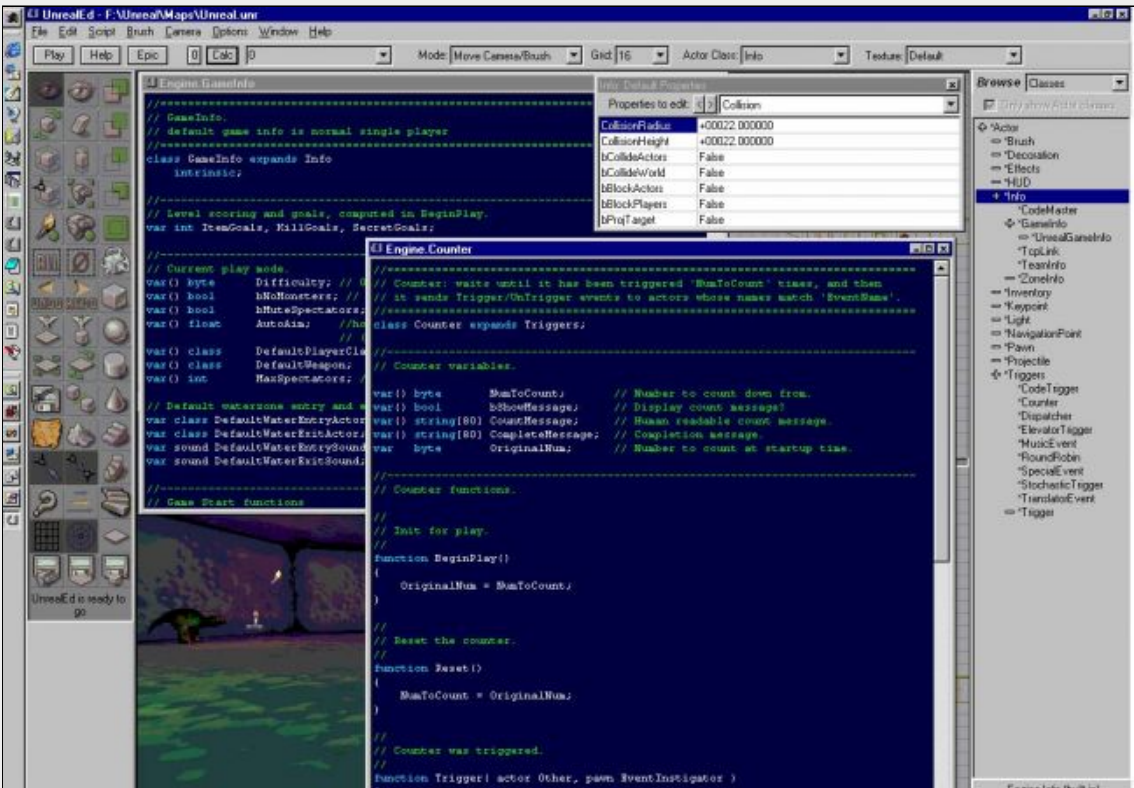 UnrealEd - F:\Unreal\Maps\Unreal.unr
File Edit Script Brush Camera Options Window Help
Play Help Epic 0 Calc 0 Mode: Move Camera/Brush Grid: 16 Actor Class: Info Texture: Default
Engine.GameInfo
//=============================
// GameInfo.
// default game info is normal single player
//=============================
class GameInfo expands Info
intrinsic;
//-----------------------------
// Level scoring and goals, computed in BeginPlay.
var int ItemGoals, KillGoals, SecretGoals;
//-----------------------------
// Current play mode.
var() byte Difficulty; //
var() bool bNoMonsters; //
var() bool bMuteSpectators;
var() float AutoAim;
var() class
var() class DefaultWeapon;
var() int MaxSpectators;
// Default waterzone entry and
var class DefaultWaterEntryActor
var class DefaultWaterExitActor;
var sound DefaultWaterEntrySound
var sound DefaultWaterExitSound;
//-----------------------------
// Game Start functions
Info: Default Properties
Properties to edit: < > Collision
CollisionRadius +00022.000000
CollisionHeight +00022.000000
bCollideActors False
bCollideWorld False
bBlockActors False
bBlockPlayers False
bProjTarget False
Engine.Counter
//=============================
// Counter: waits until it has been triggered 'NumToCount' times, and then
// it sends Trigger/UnTrigger events to actors whose names match 'EventName'.
//=============================
class Counter expands Triggers;
//-----------------------------
// Counter variables.
var() byte NumToCount; // Number to count down from.
var() bool bShowMessage; // Display count message?
var() string[80] CountMessage; // Human readable count message.
var() string[80] CompleteMessage; // Completion message.
var byte OriginalNum; // Number to count at startup time.
//-----------------------------
// Counter functions.
//
// Init for play.
//
function BeginPlay()
{
OriginalNum = NumToCount;
}
//
// Reset the counter.
//
function Reset()
{
NumToCount = OriginalNum;
}
//
// Counter was triggered.
//
function Trigger( actor Other, pawn EventInstigator )
Browse Classes
Only show Actor classes
*Actor
*Brush
*Decoration
*Effects
*HUD
*Info
*CodeMaster
*GameInfo
*UnrealGameInfo
*TcpLink
*TeamInfo
*ZoneInfo
*Inventory
*Keypoint
*Light
*NavigationPoint
*Pawn
*Projectile
*Triggers
*CodeTrigger
*Counter
*Dispatcher
*ElevatorTrigger
*MusicEvent
*RoundRobin
*SpecialEvent
*StochasticTrigger
*TranslatorEvent
*Trigger
UnrealEd is ready to
go